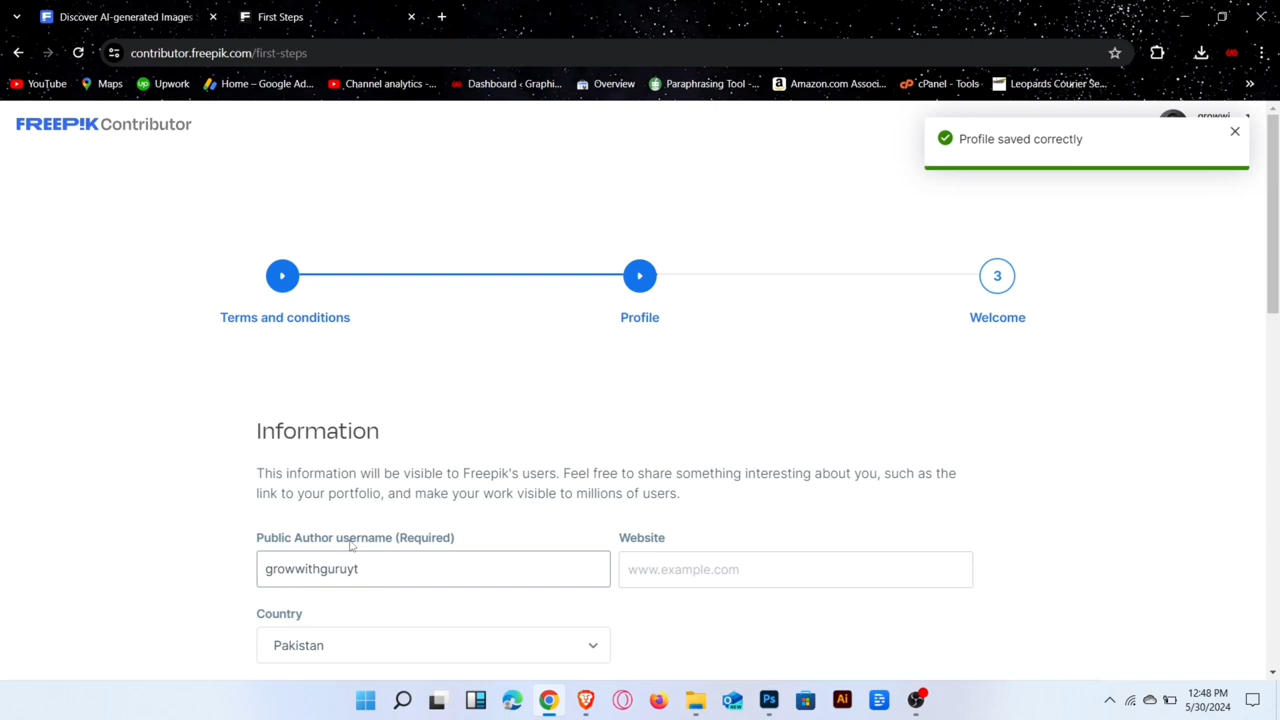 Discover AI-generated Images
First Steps
contributor.freepik.com/first-steps
YouTube
Maps
Upwork
Home – Google Ad...
Channel analytics - ...
Dashboard ‹ Graphi...
Overview
Paraphrasing Tool -...
Amazon.com Associ...
cPanel - Tools
Leopards Courier Se...
»
FREEPIK Contributor
growwi...
Profile saved correctly
3
Terms and conditions
Profile
Welcome
Information
This information will be visible to Freepik's users. Feel free to share something interesting about you, such as the
link to your portfolio, and make your work visible to millions of users.
Public Author username (Required)
Website
growwithguruyt
www.example.com
Country
Pakistan
Ps
Ai
12:48 PM
5/30/2024